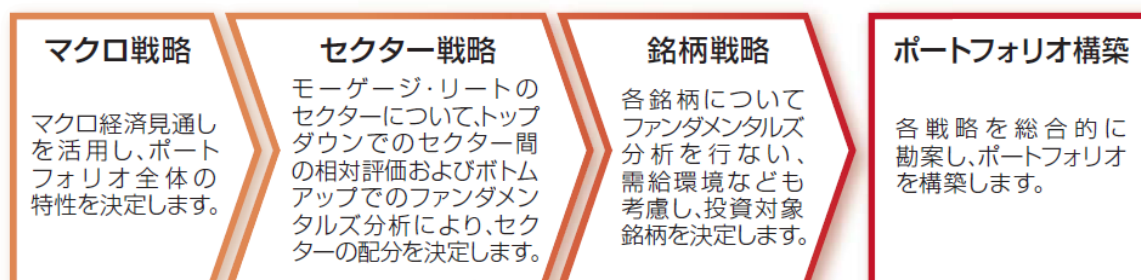 マクロ戦略
マクロ経済見通し
を活用し、ポート
フォリオ全体の
特性を決定します。
セクター戦略
モーゲージ・リートの
セクターについて、トップ
ダウンでのセクター間
の相対評価およびボトム
アップでのファンダメン
タルズ分析により、セク
ターの配分を決定します。
銘柄戦略
各銘柄について
ファンダメンタルズ
分析を行ない、
需給環境なども
考慮し、投資対象
銘柄を決定します。
ポートフォリオ構築
各戦略を総合的に
勘案し、ポートフォリオ
を構築します。